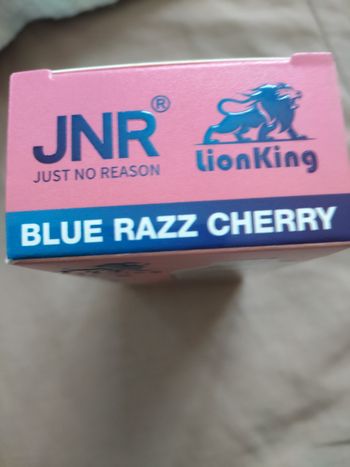 JNR®
JUST NO REASON
LionKing
BLUE RAZZ CHERRY